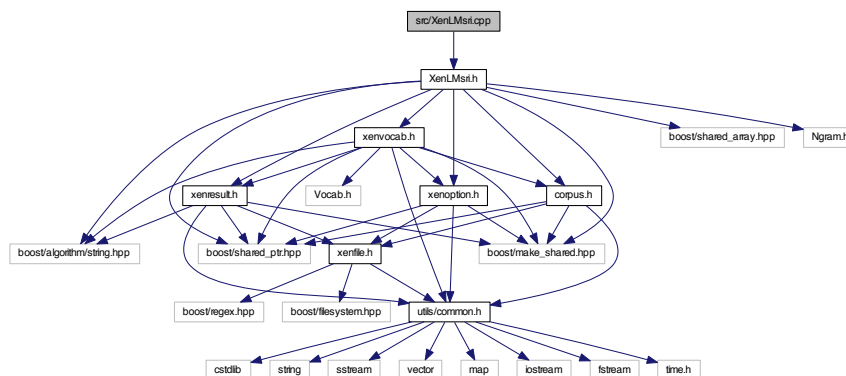 src/XenLMsri.cpp
XenLMsri.h
xenvocab.h
boost/shared_array.hpp
Ngram.h
xenresult.h
Vocab.h
xenoption.h
corpus.h
boost/algorithm/string.hpp
boost/shared_ptr.hpp
xenfile.h
boost/make_shared.hpp
boost/regex.hpp
boost/filesystem.hpp
utils/common.h
cstdlib
string
sstream
vector
map
iostream
fstream
time.h